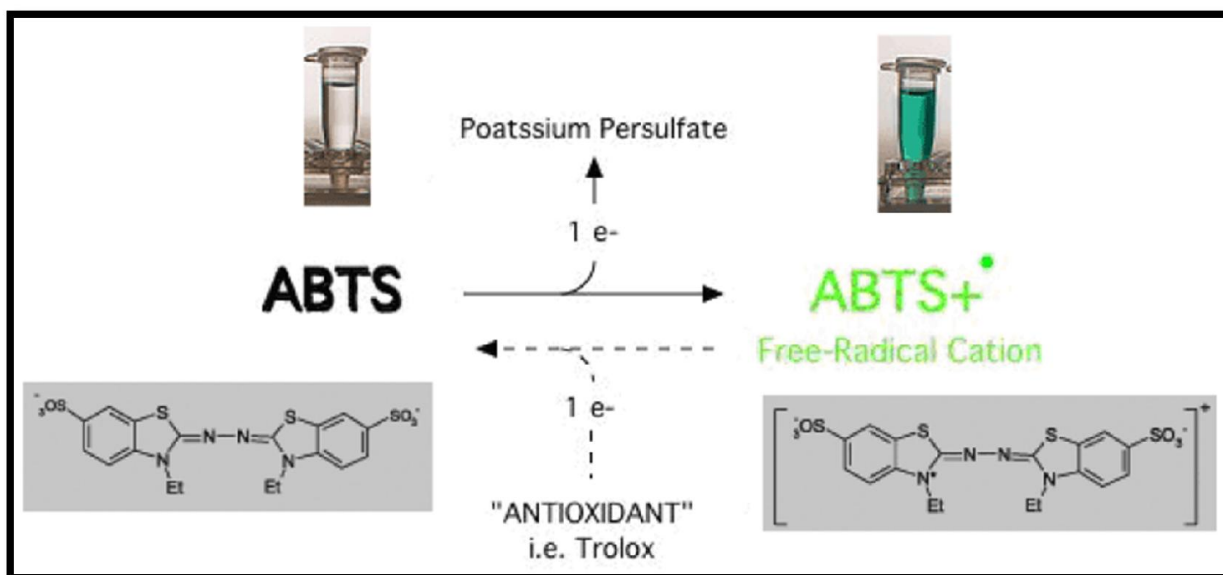 Poatssium Persulfate
1 e-
ABTS
ABTS+•
Free-Radical Cation
1 e-
"ANTIOXIDANT"
i.e. Trolox
-3OS
S
N
N
N
Et
S
N
Et
SO3-
-3OS
S
N•
Et
N
N
S
N
Et
SO3-
+